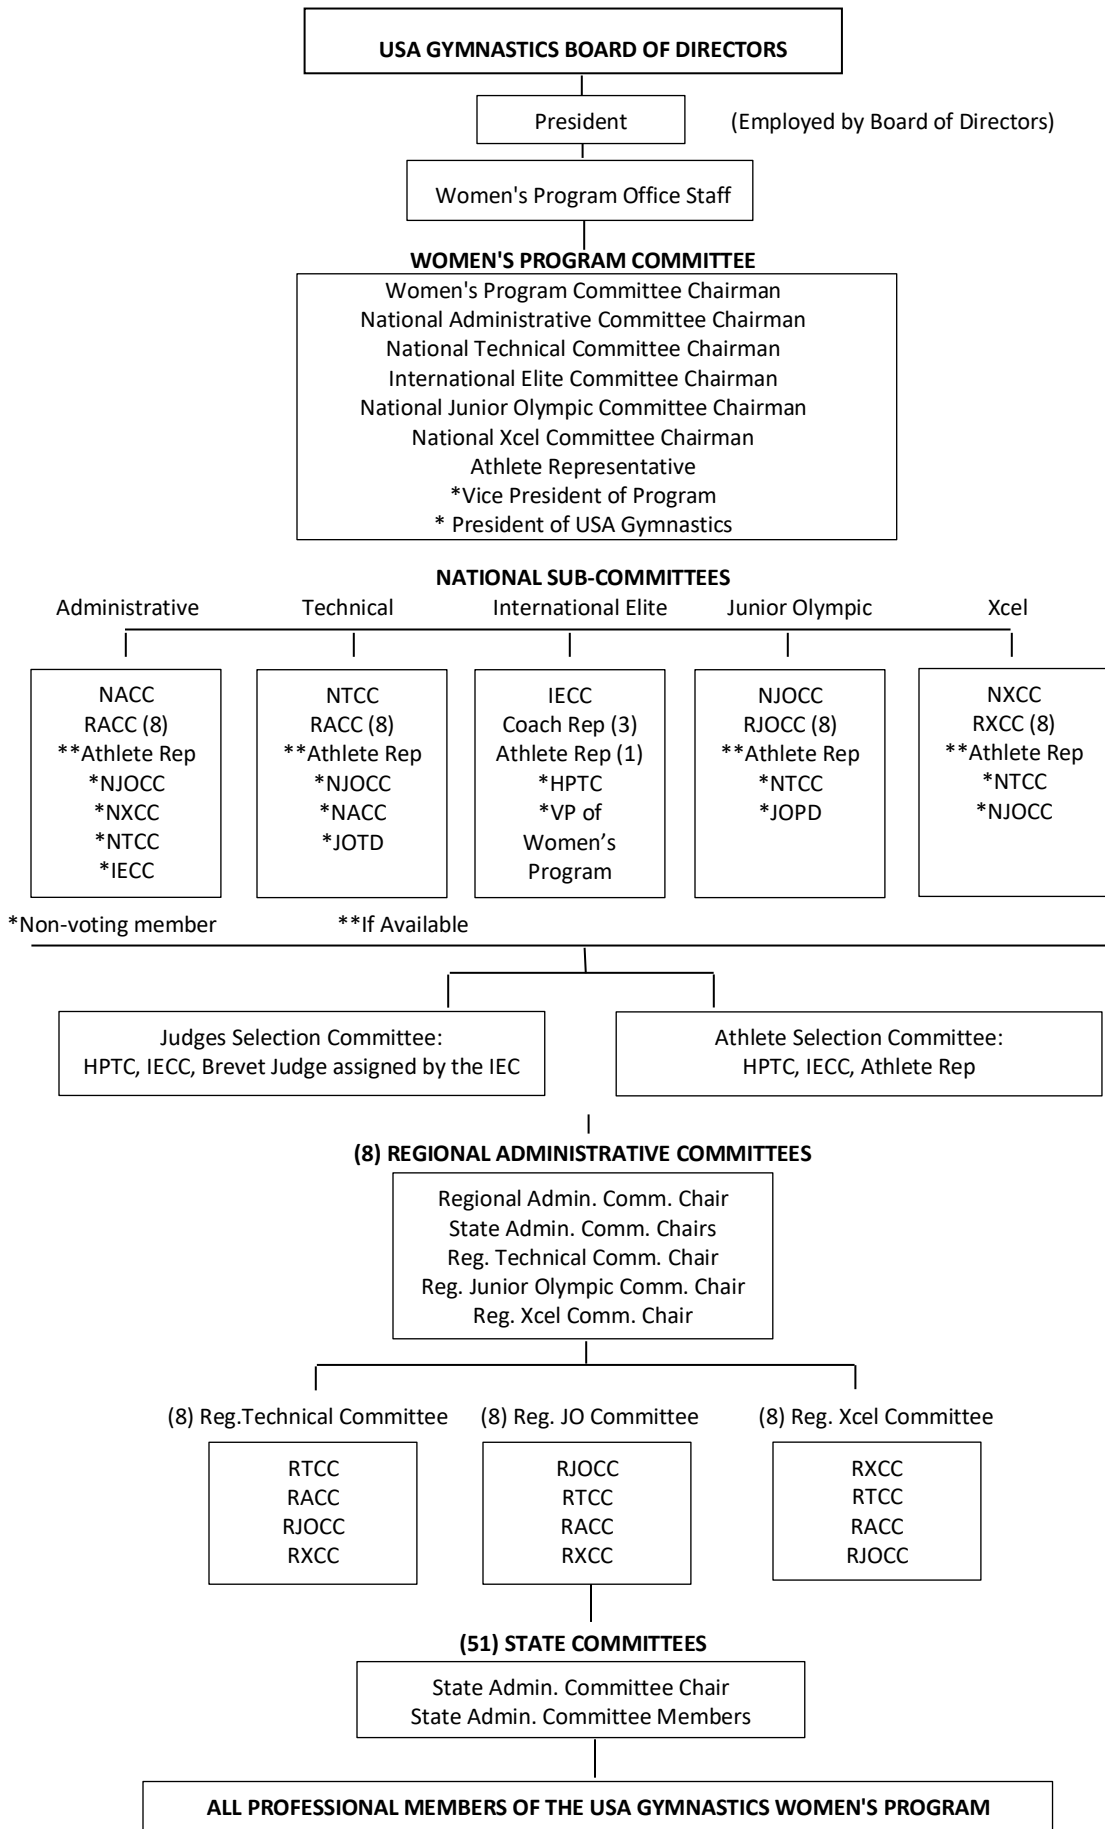 USA GYMNASTICS BOARD OF DIRECTORS
President
(Employed by Board of Directors)
Women's Program Office Staff
WOMEN'S PROGRAM COMMITTEE
Women's Program Committee Chairman
National Administrative Committee Chairman
National Technical Committee Chairman
International Elite Committee Chairman
National Junior Olympic Committee Chairman
National Xcel Committee Chairman
Athlete Representative
*Vice President of Program
* President of USA Gymnastics
NATIONAL SUB-COMMITTEES
Administrative
NACC
RACC (8)
**Athlete Rep
*NJOCC
*NXCC
*NTCC
*IECC
Technical
NTCC
RACC (8)
**Athlete Rep
*NJOCC
*NACC
*JOTD
International Elite
IECC
Coach Rep (3)
Athlete Rep (1)
*HPTC
*VP of
Women’s
Program
Junior Olympic
NJOCC
RJOCC (8)
**Athlete Rep
*NTCC
*JOPD
Xcel
NXCC
RXCC (8)
**Athlete Rep
*NTCC
*NJOCC
*Non-voting member
**If Available
Judges Selection Committee:
HPTC, IECC, Brevet Judge assigned by the IEC
Athlete Selection Committee:
HPTC, IECC, Athlete Rep
(8) REGIONAL ADMINISTRATIVE COMMITTEES
Regional Admin. Comm. Chair
State Admin. Comm. Chairs
Reg. Technical Comm. Chair
Reg. Junior Olympic Comm. Chair
Reg. Xcel Comm. Chair
(8) Reg.Technical Committee
RTCC
RACC
RJOCC
RXCC
(8) Reg. JO Committee
RJOCC
RTCC
RACC
RXCC
(8) Reg. Xcel Committee
RXCC
RTCC
RACC
RJOCC
(51) STATE COMMITTEES
State Admin. Committee Chair
State Admin. Committee Members
ALL PROFESSIONAL MEMBERS OF THE USA GYMNASTICS WOMEN'S PROGRAM